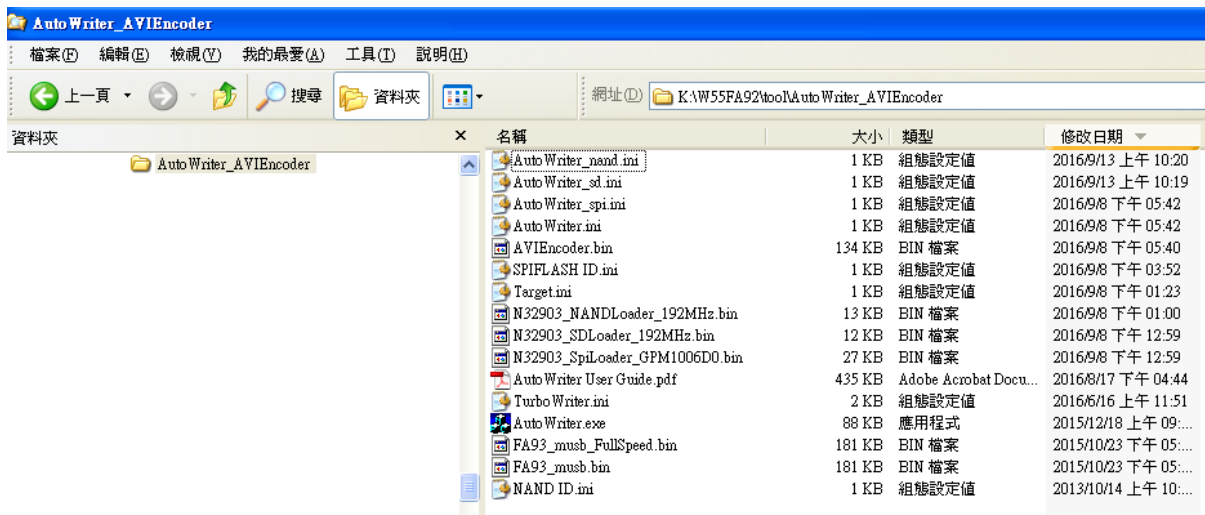 AutoWriter_AVIEncoder
檔案(F) 編輯(E) 檢視(V) 我的最愛(A) 工具(T) 說明(H)
上一頁 搜尋 資料夾 網址(D) K:\W55FA92\tool\AutoWriter_AVIEncoder
資料夾 × 名稱 大小 類型 修改日期
AutoWriter_AVIEncoder
AutoWriter_nand.ini 1 KB 組態設定值 2016/9/13 上午 10:20
AutoWriter_sd.ini 1 KB 組態設定值 2016/9/13 上午 10:19
AutoWriter_spi.ini 1 KB 組態設定值 2016/9/8 下午 05:42
AutoWriter.ini 1 KB 組態設定值 2016/9/8 下午 05:42
AVIEncoder.bin 134 KB BIN 檔案 2016/9/8 下午 05:40
SPIFLASH ID.ini 1 KB 組態設定值 2016/9/8 下午 03:52
Target.ini 1 KB 組態設定值 2016/9/8 下午 01:23
N32903_NANDLoader_192MHz.bin 13 KB BIN 檔案 2016/9/8 下午 01:00
N32903_SDLoader_192MHz.bin 12 KB BIN 檔案 2016/9/8 下午 12:59
N32903_SpiLoader_GPM1006D0.bin 27 KB BIN 檔案 2016/9/8 下午 12:59
AutoWriter User Guide.pdf 435 KB Adobe Acrobat Docu... 2016/8/17 下午 04:44
TurboWriter.ini 2 KB 組態設定值 2016/6/16 上午 11:51
AutoWriter.exe 88 KB 應用程式 2015/12/18 上午 09:...
FA93_musb_FullSpeed.bin 181 KB BIN 檔案 2015/10/23 下午 05:...
FA93_musb.bin 181 KB BIN 檔案 2015/10/23 下午 05:...
NAND ID.ini 1 KB 組態設定值 2013/10/14 上午 10:...